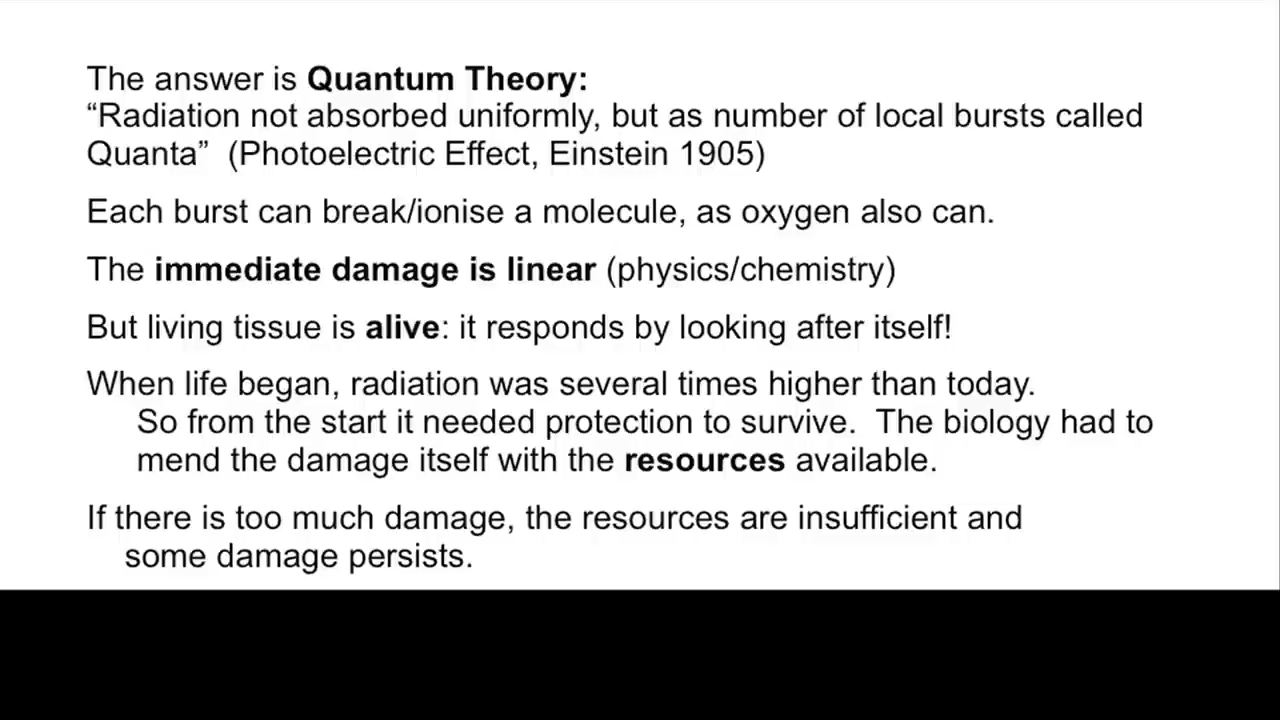 The answer is Quantum Theory:
“Radiation not absorbed uniformly, but as number of local bursts called
Quanta”  (Photoelectric Effect, Einstein 1905)
Each burst can break/ionise a molecule, as oxygen also can.
The immediate damage is linear (physics/chemistry)
But living tissue is alive: it responds by looking after itself!
When life began, radiation was several times higher than today.
So from the start it needed protection to survive.  The biology had to
mend the damage itself with the resources available.
If there is too much damage, the resources are insufficient and
some damage persists.